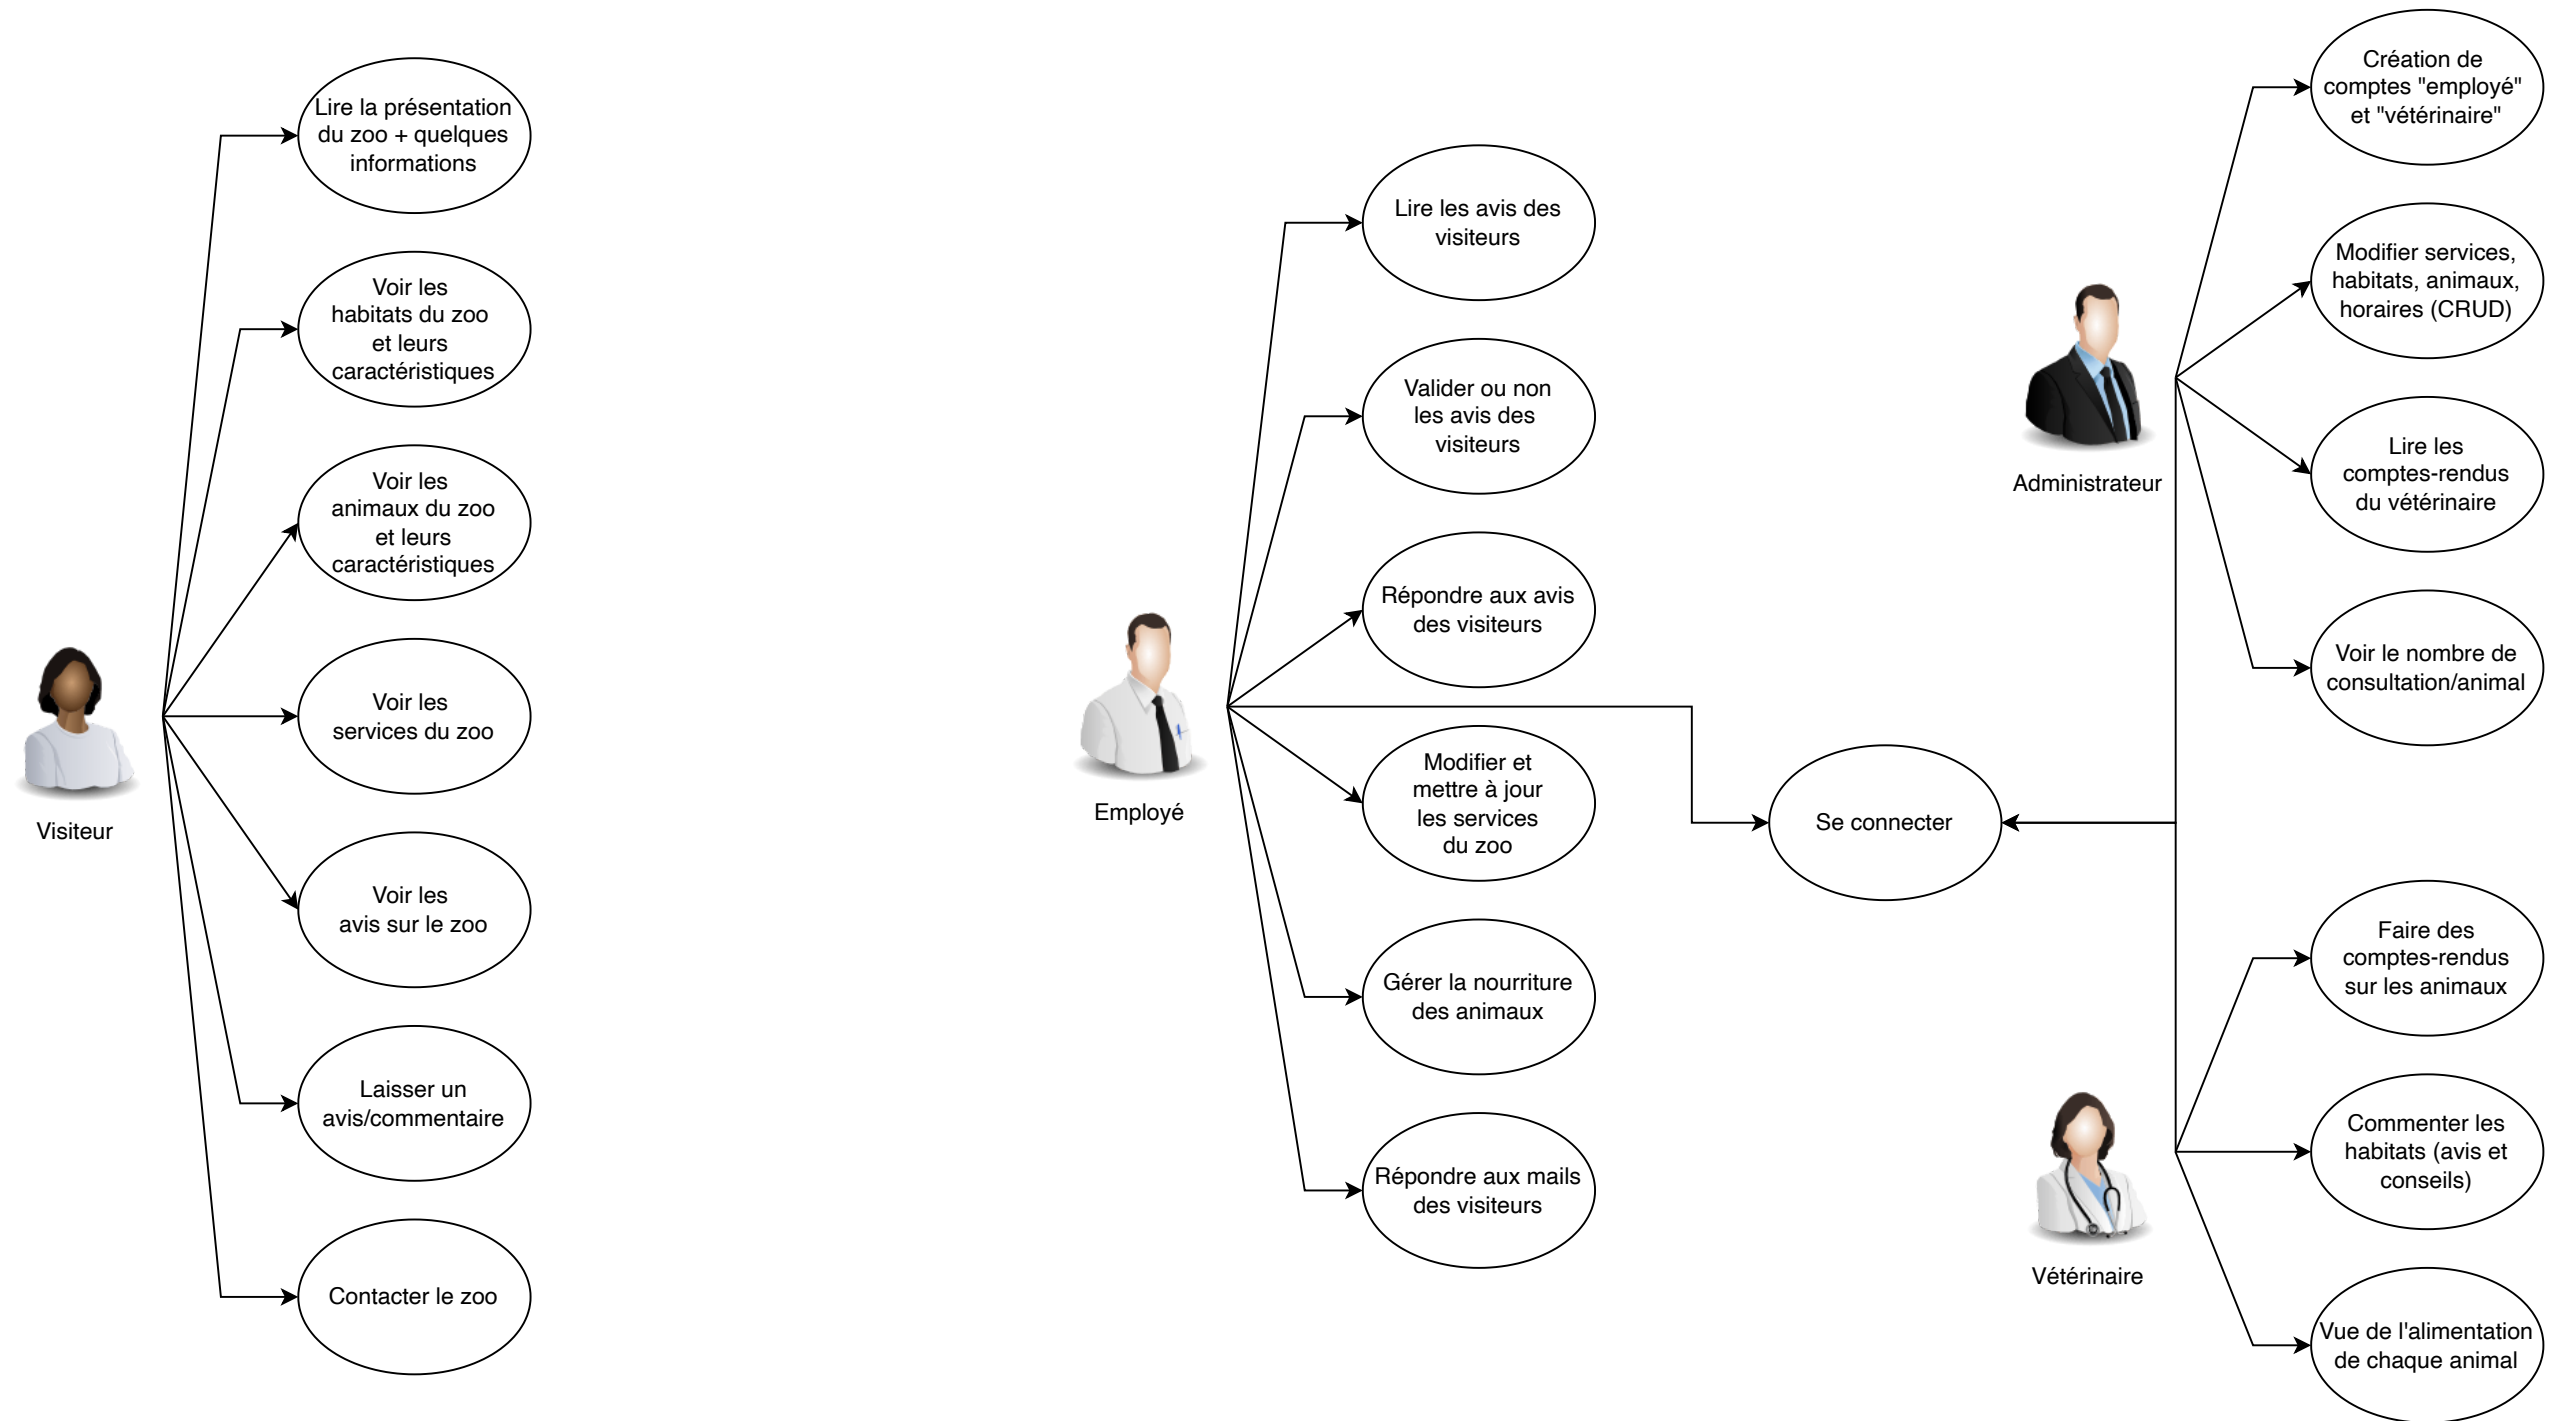 Lire la présentation
du zoo + quelques
informations
Voir les
habitats du zoo
et leurs
caractéristiques
Voir les
animaux du zoo
et leurs
caractéristiques
Voir les
services du zoo
Voir les
avis sur le zoo
Laisser un
avis/commentaire
Contacter le zoo
Visiteur
Lire les avis des
visiteurs
Valider ou non
les avis des
visiteurs
Répondre aux avis
des visiteurs
Modifier et
mettre à jour
les services
du zoo
Gérer la nourriture
des animaux
Répondre aux mails
des visiteurs
Employé
Se connecter
Création de
comptes "employé"
et "vétérinaire"
Modifier services,
habitats, animaux,
horaires (CRUD)
Lire les
comptes-rendus
du vétérinaire
Voir le nombre de
consultation/animal
Administrateur
Faire des
comptes-rendus
sur les animaux
Commenter les
habitats (avis et
conseils)
Vue de l'alimentation
de chaque animal
Vétérinaire